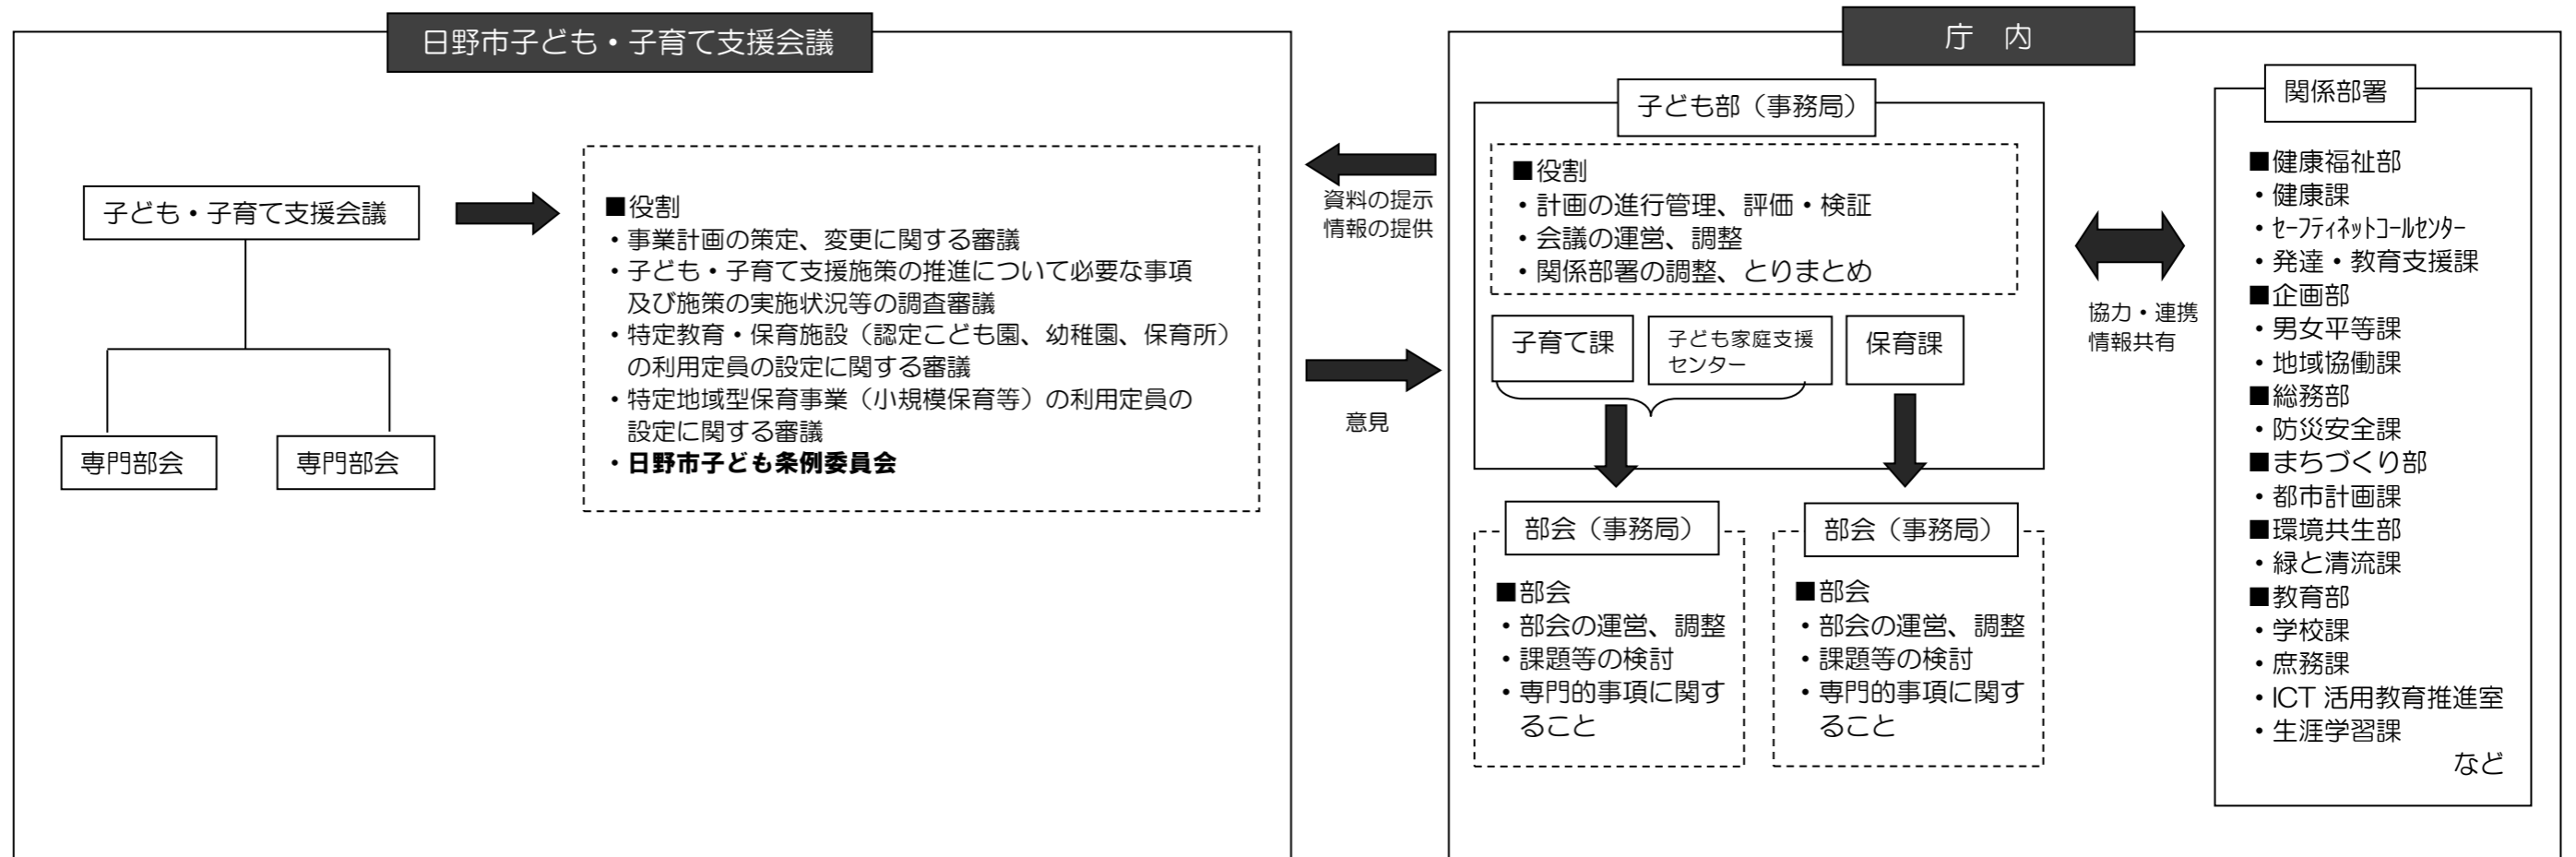 日野市子ども・子育て支援会議
子ども・子育て支援会議
専門部会
専門部会
■役割
・事業計画の策定、変更に関する審議
・子ども・子育て支援施策の推進について必要な事項
及び施策の実施状況等の調査審議
・特定教育・保育施設（認定こども園、幼稚園、保育所）
の利用定員の設定に関する審議
・特定地域型保育事業（小規模保育等）の利用定員の
設定に関する審議
・日野市子ども条例委員会
資料の提示
情報の提供
意見
庁　内
子ども部（事務局）
■役割
・計画の進行管理、評価・検証
・会議の運営、調整
・関係部署の調整、とりまとめ
子育て課
子ども家庭支援
センター
保育課
部会（事務局）
■部会
・部会の運営、調整
・課題等の検討
・専門的事項に関す
ること
部会（事務局）
■部会
・部会の運営、調整
・課題等の検討
・専門的事項に関す
ること
協力・連携
情報共有
関係部署
■健康福祉部
・健康課
・ｾｰﾌﾃｨﾈｯﾄｺｰﾙｾﾝﾀｰ
・発達・教育支援課
■企画部
・男女平等課
・地域協働課
■総務部
・防災安全課
■まちづくり部
・都市計画課
■環境共生部
・緑と清流課
■教育部
・学校課
・庶務課
・ICT 活用教育推進室
・生涯学習課
など